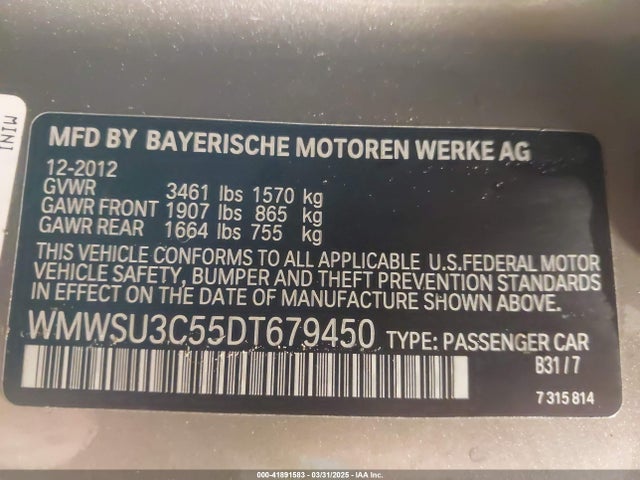 MINI
MFD BY BAYERISCHE MOTOREN WERKE AG
12-2012
GVWR 3461 lbs 1570 kg
GAWR FRONT 1907 lbs 865 kg
GAWR REAR 1664 lbs 755 kg
THIS VEHICLE CONFORMS TO ALL APPLICABLE U.S.FEDERAL MOTOR
VEHICLE SAFETY, BUMPER AND THEFT PREVENTION STANDARDS
IN EFFECT ON THE DATE OF MANUFACTURE SHOWN ABOVE.
WMWSU3C55DT679450 TYPE: PASSENGER CAR
B31/7
7 315 814
000-41891583 - 03/31/2025 - IAA Inc.